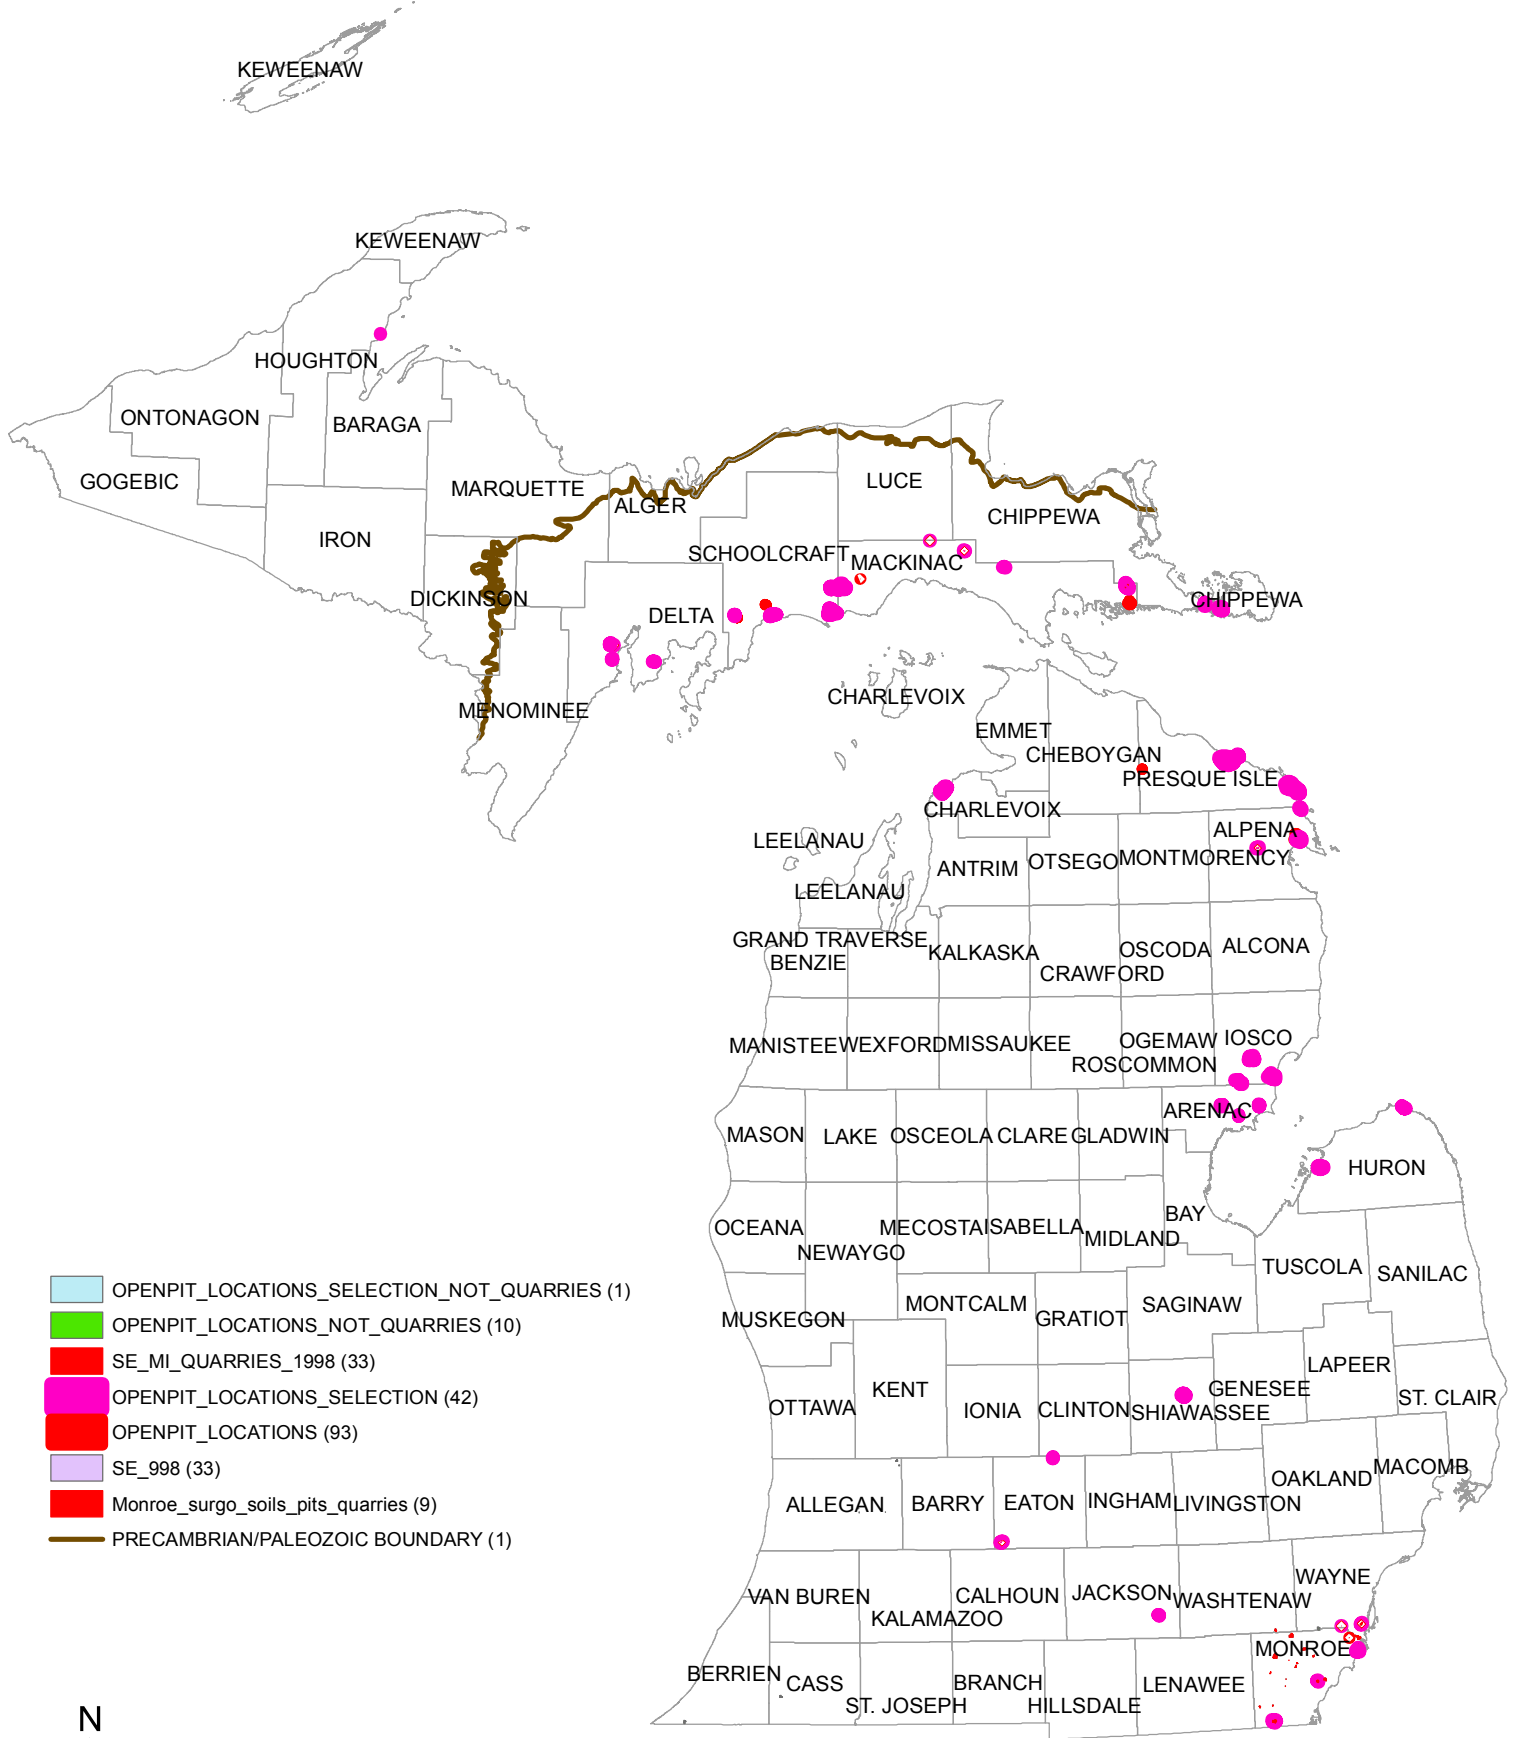 KEWEENAW
KEWEENAW
HOUGHTON
ONTONAGON
BARAGA
GOGEBIC
MARQUETTE
LUCE
ALGER
CHIPPEWA
IRON
SCHOOLCRAFT
MACKINAC
DICKINSON
CHIPPEWA
DELTA
CHARLEVOIX
MENOMINEE
EMMET
CHEBOYGAN
PRESQUE ISLE
CHARLEVOIX
ALPENA
LEELANAU
MONTMORENCY
OTSEGO
ANTRIM
LEELANAU
GRAND TRAVERSE
ALCONA
OSCODA
KALKASKA
BENZIE
CRAWFORD
IOSCO
OGEMAW
MANISTEE
WEXFORD
MISSAUKEE
ROSCOMMON
ARENAC
MASON
LAKE
OSCEOLA
CLARE
GLADWIN
HURON
BAY
OCEANA
MECOSTA
ISABELLA
MIDLAND
NEWAYGO
TUSCOLA
SANILAC
OPENPIT_LOCATIONS_SELECTION_NOT_QUARRIES (1)
MONTCALM
SAGINAW
MUSKEGON
GRATIOT
OPENPIT_LOCATIONS_NOT_QUARRIES (10)
SE_MI_QUARRIES_1998 (33)
LAPEER
KENT
GENESEE
OPENPIT_LOCATIONS_SELECTION (42)
ST. CLAIR
OTTAWA
IONIA
CLINTON
SHIAWASSEE
OPENPIT_LOCATIONS (93)
SE_998 (33)
MACOMB
OAKLAND
Monroe_surgo_soils_pits_quarries (9)
ALLEGAN
BARRY
EATON
INGHAM
LIVINGSTON
PRECAMBRIAN/PALEOZOIC BOUNDARY (1)
WAYNE
VAN BUREN
CALHOUN
JACKSON
WASHTENAW
KALAMAZOO
MONROE
BERRIEN
CASS
BRANCH
LENAWEE
ST. JOSEPH
HILLSDALE
N